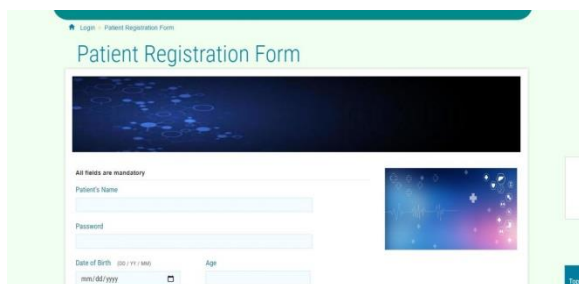 Login > Patient Registration Form
Patient Registration Form
All fields are mandatory
Patient's Name
Password
Date of Birth (DD / YY / MM) Age
mm/dd/yyyy
Top